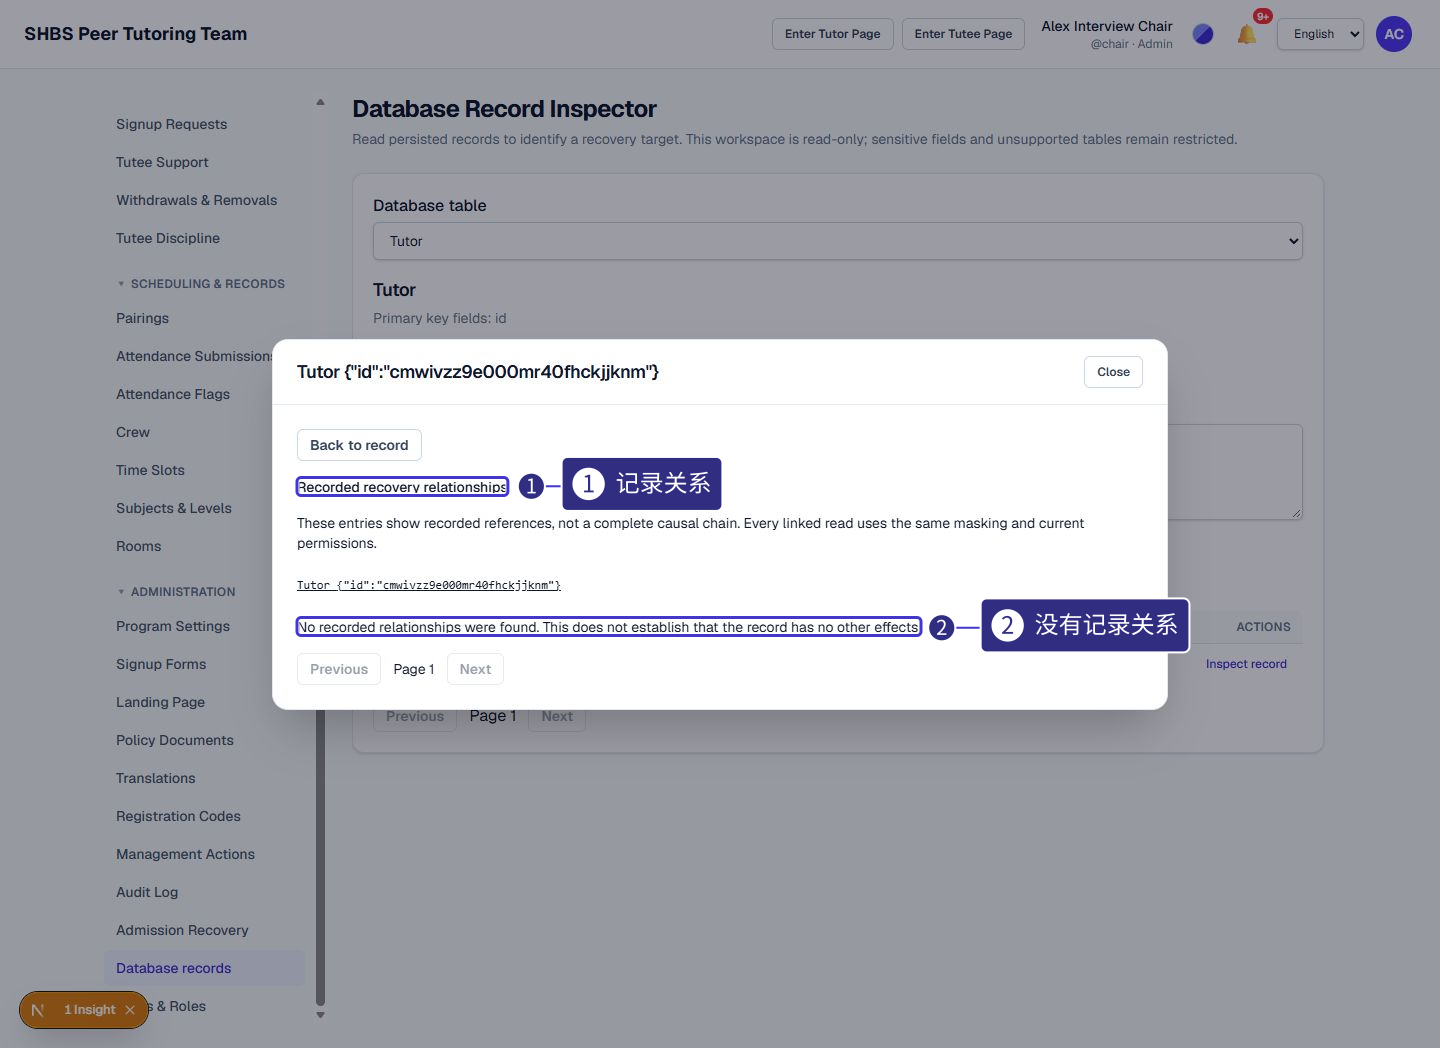 SHBS Peer Tutoring Team
Enter Tutor Page
Enter Tutee Page
Alex Interview Chair
@chair · Admin
9+
English
AC
Signup Requests
Tutee Support
Withdrawals & Removals
Tutee Discipline
SCHEDULING & RECORDS
Pairings
Attendance Submissions
Attendance Flags
Crew
Time Slots
Subjects & Levels
Rooms
ADMINISTRATION
Program Settings
Signup Forms
Landing Page
Policy Documents
Translations
Registration Codes
Management Actions
Audit Log
Admission Recovery
Database records
& Roles
N 1 Insight ×
Database Record Inspector
Read persisted records to identify a recovery target. This workspace is read-only; sensitive fields and unsupported tables remain restricted.
Database table
Tutor
Tutor
Primary key fields: id
Tutor {"id":"cmwivzz9e000mr40fhckjjknm"}
Close
Back to record
Recorded recovery relationships
1
1 记录关系
These entries show recorded references, not a complete causal chain. Every linked read uses the same masking and current
permissions.
Tutor {"id":"cmwivzz9e000mr40fhckjjknm"}
No recorded relationships were found. This does not establish that the record has no other effects.
2
2 没有记录关系
Previous
Page 1
Next
ACTIONS
Inspect record
Previous
Page 1
Next